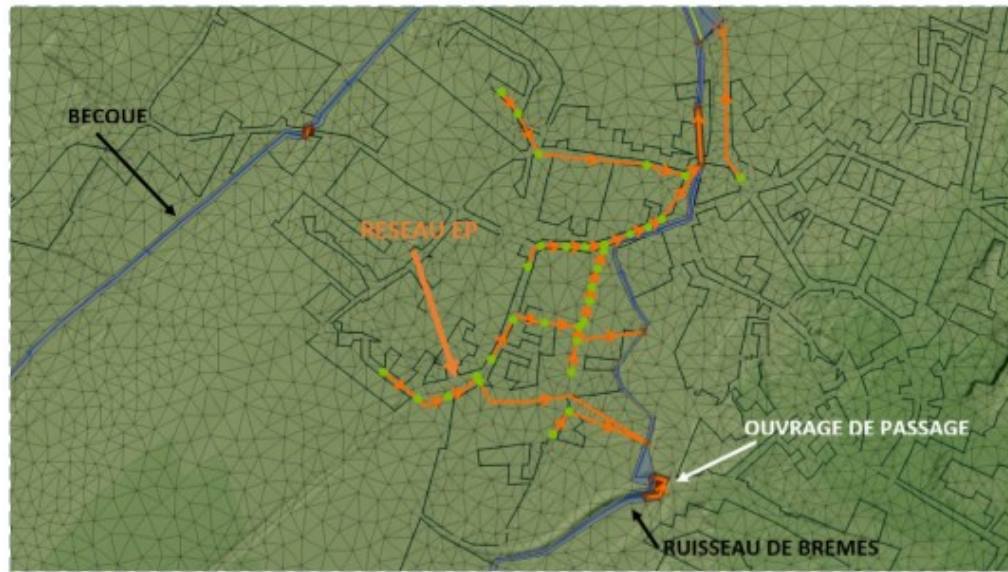 BECQUE
RESEAU EP
OUVRAGE DE PASSAGE
RUISSEAU DE BREMES